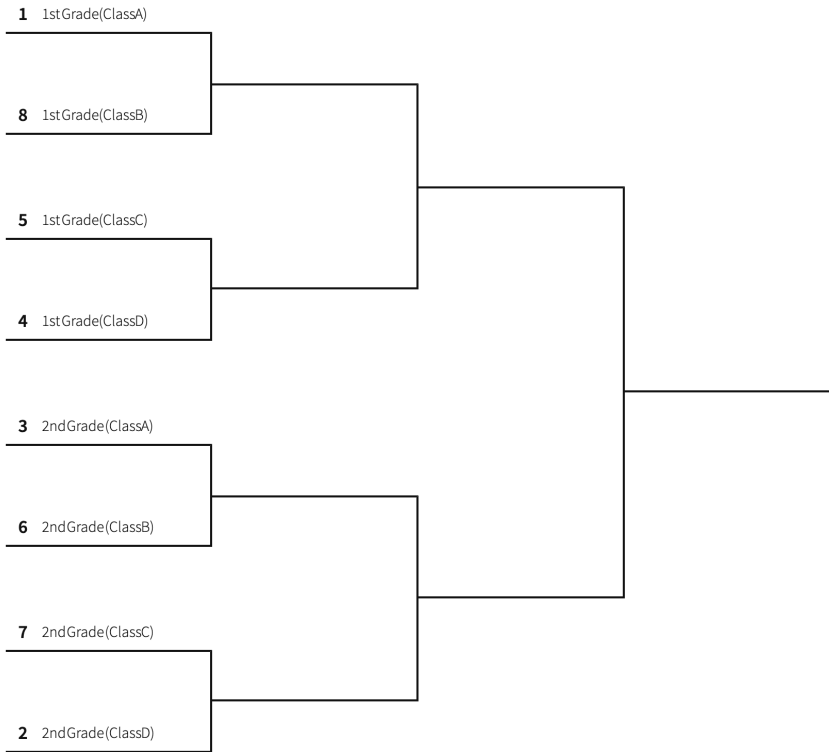 1 1stGrade(ClassA)
8 1stGrade(ClassB)
5 1stGrade(ClassC)
4 1stGrade(ClassD)
3 2ndGrade(ClassA)
6 2ndGrade(ClassB)
7 2ndGrade(ClassC)
2 2ndGrade(ClassD)